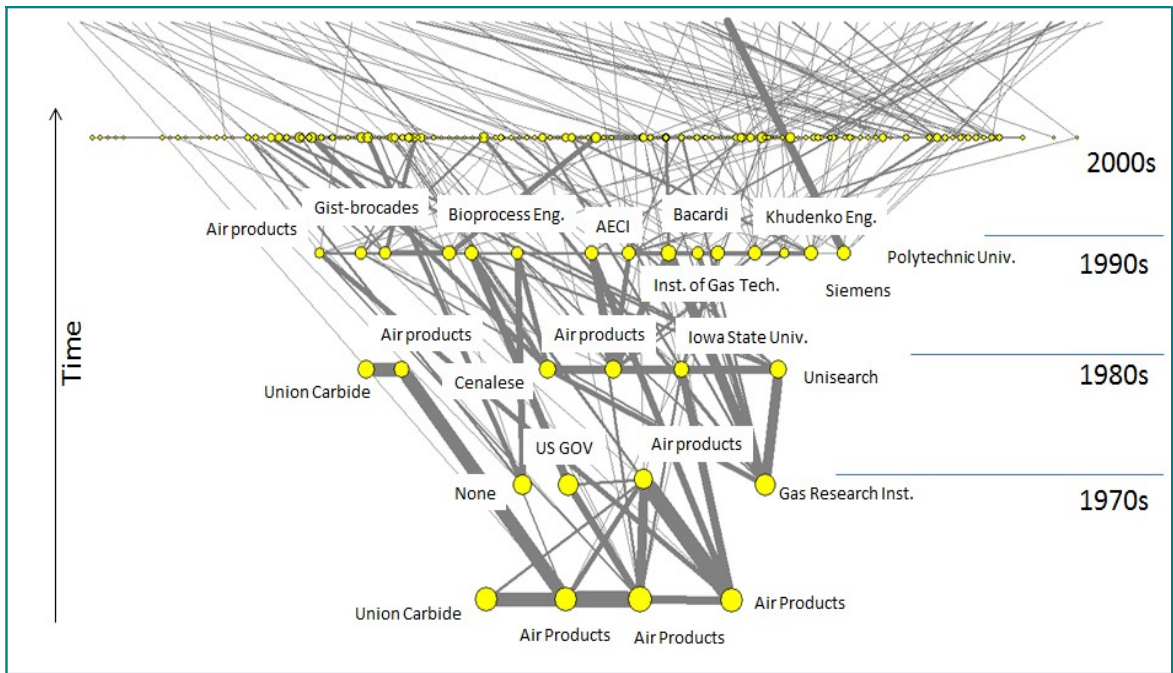 2000s
Gist-brocades
Bioprocess Eng.
Bacardi
Khudenko Eng.
Air products
AECI
Polytechnic Univ.
1990s
Inst. of Gas Tech.
Siemens
Time
Air products
Air products
Iowa State Univ.
1980s
Union Carbide
Cenalese
Unisearch
US GOV
Air products
None
Gas Research Inst.
1970s
Union Carbide
Air Products
Air Products
Air Products